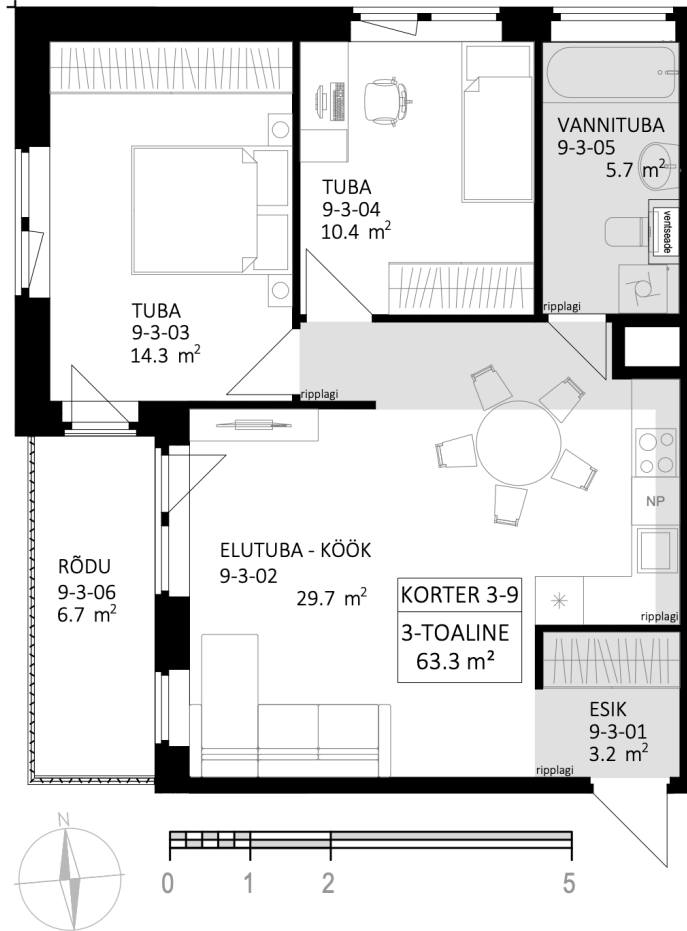 VANNITUBA
9-3-05
5.7 m²
ventseade
ripplagi
TUBA
9-3-04
10.4 m²
TUBA
9-3-03
14.3 m²
ripplagi
NP
ELUTUBA - KÖÖK
9-3-02
29.7 m²
RÕDU
9-3-06
6.7 m²
KORTER 3-9
3-TOALINE
63.3 m²
ripplagi
ESIK
9-3-01
3.2 m²
ripplagi
N
0 1 2 5